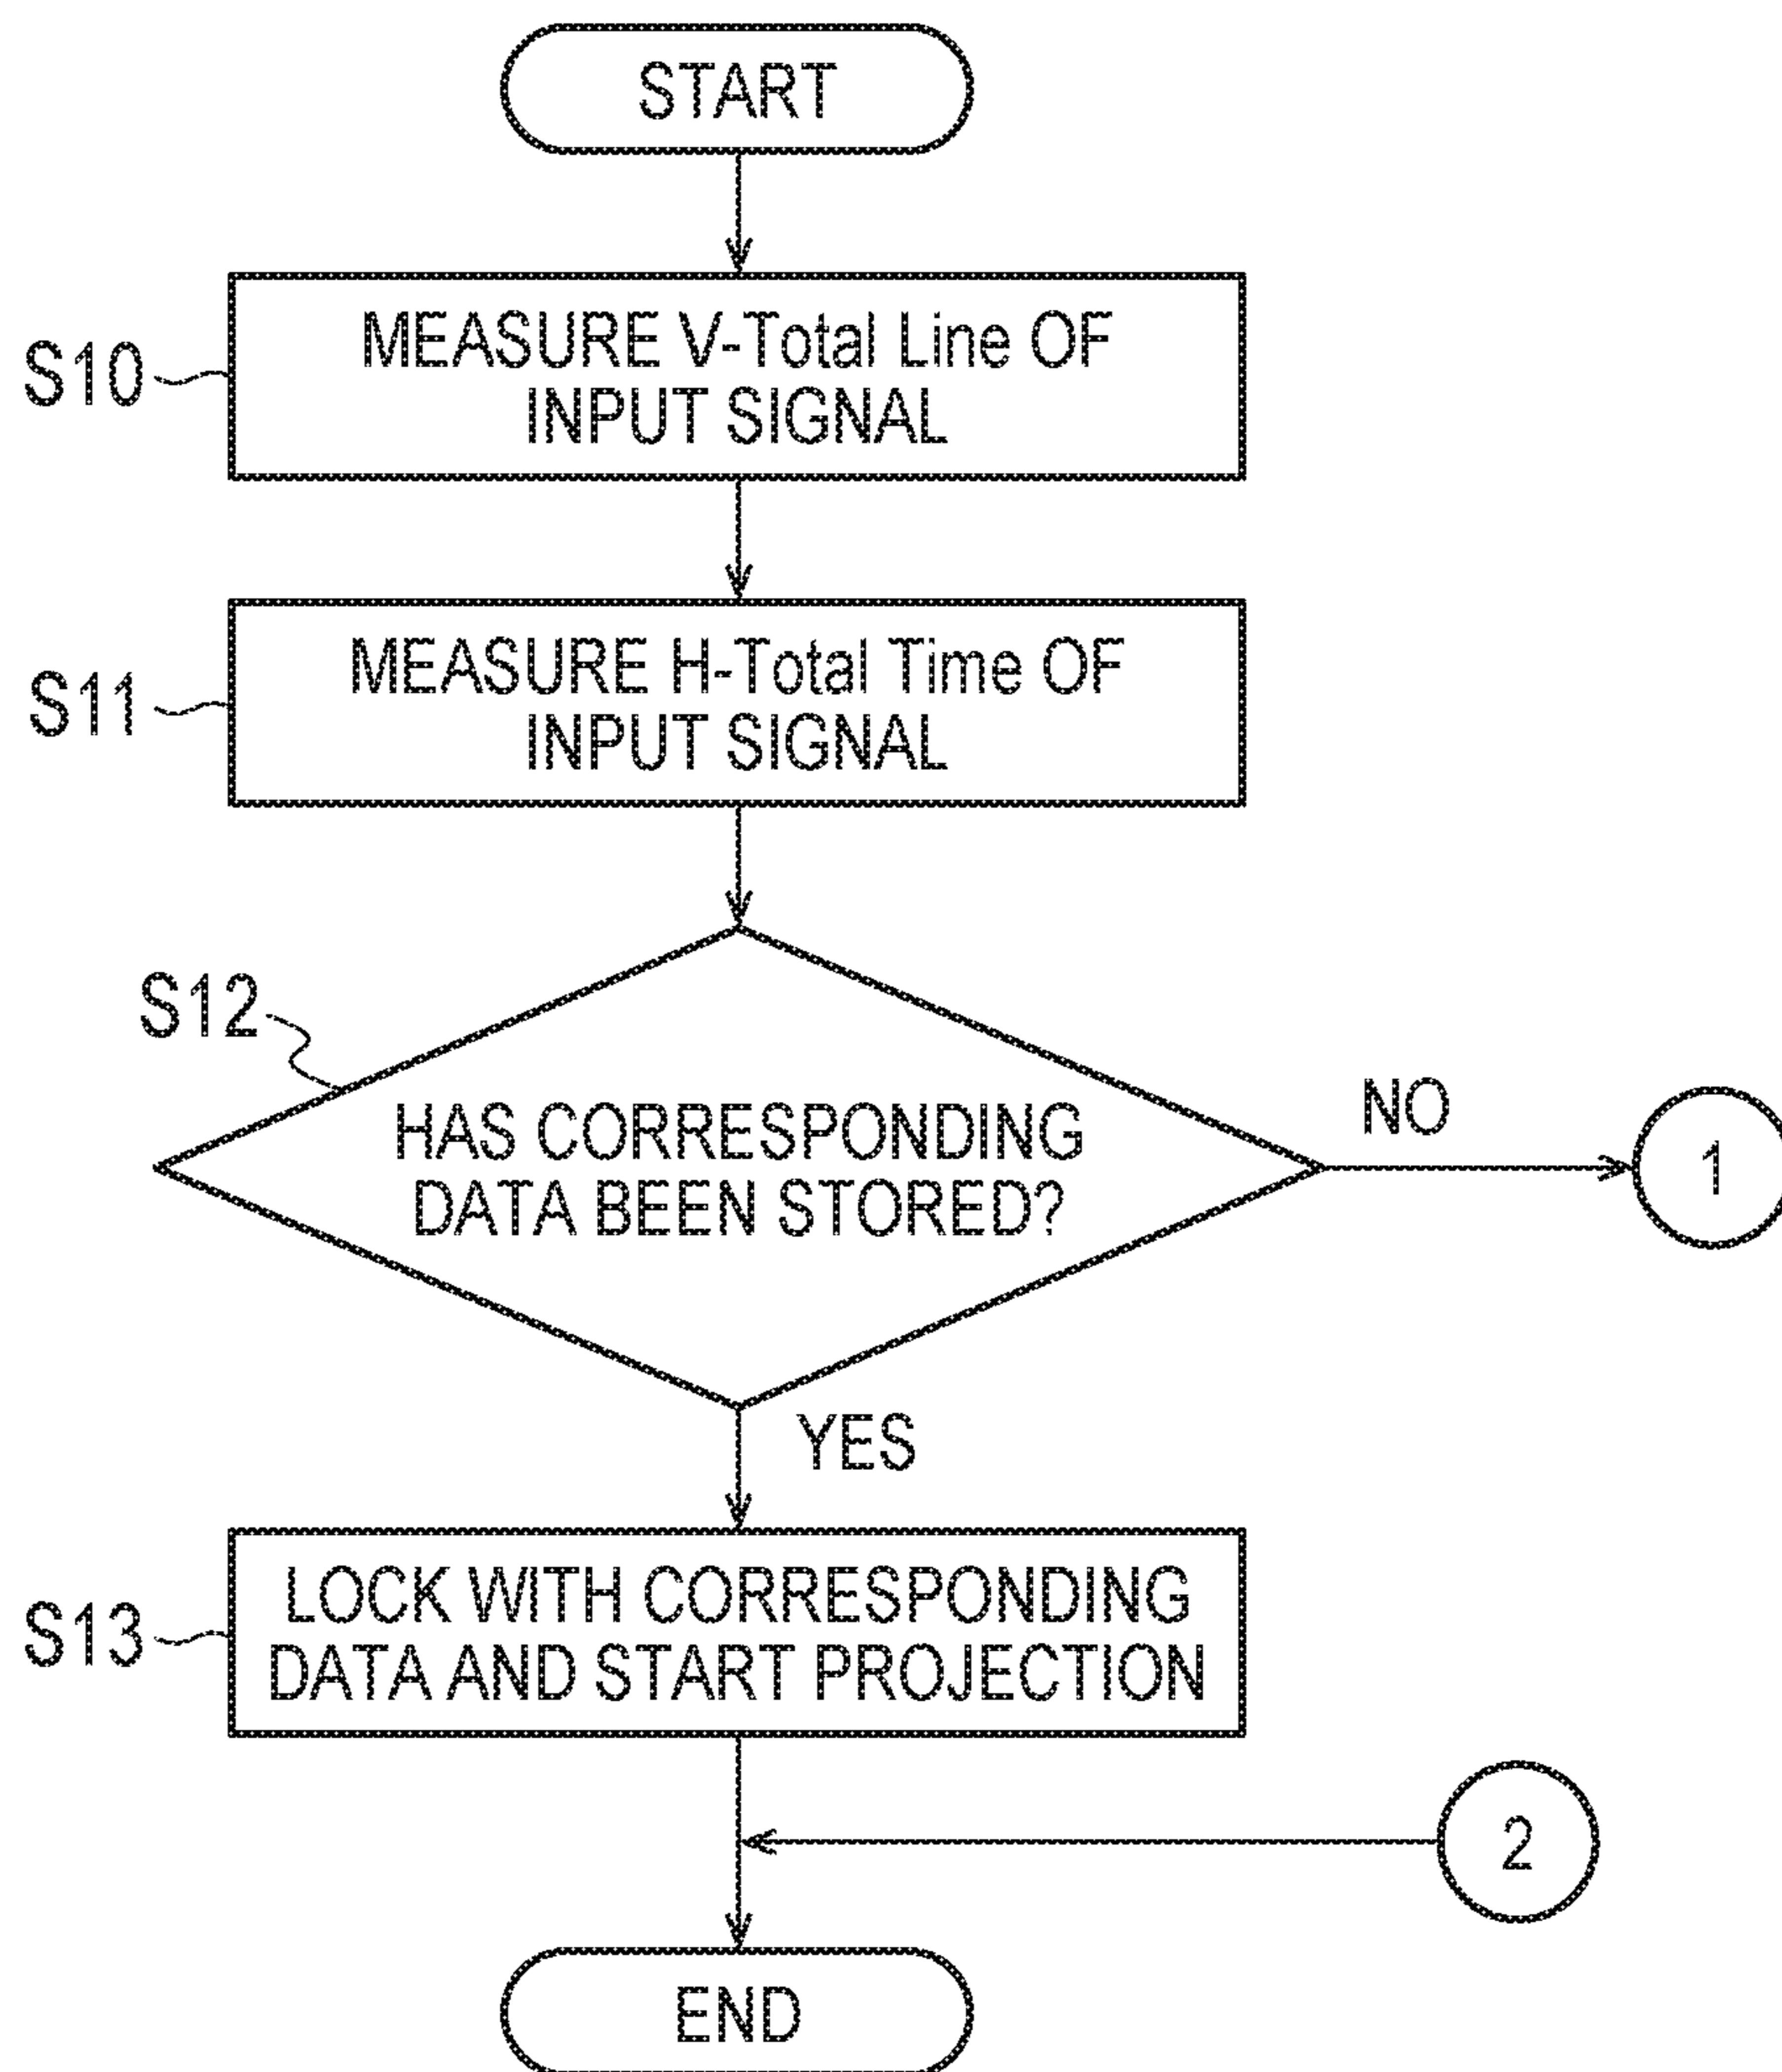 START
S10
MEASURE V-Total Line OF
INPUT SIGNAL
S11
MEASURE H-Total Time OF
INPUT SIGNAL
S12
HAS CORRESPONDING
DATA BEEN STORED?
NO
1
YES
S13
LOCK WITH CORRESPONDING
DATA AND START PROJECTION
2
END